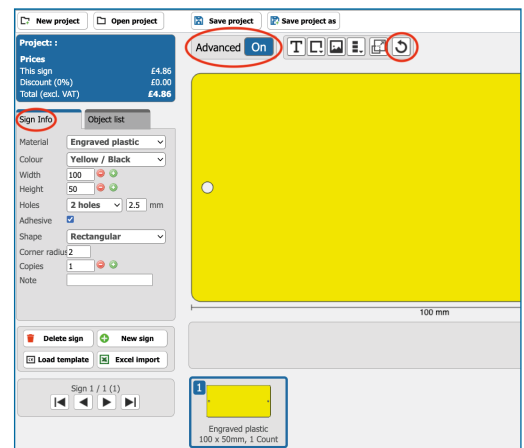 New project Open project Save project Save project as
Project: :
Prices
This sign £4.86
Discount (0%) £0.00
Total (excl. VAT) £4.86
Advanced On T
Sign Info Object list
Material Engraved plastic
Colour Yellow / Black
Width 100
Height 50
Holes 2 holes 2.5 mm
Adhesive
Shape Rectangular
Corner radius 2
Copies 1
Note
100 mm
Delete sign New sign
Load template Excel import
Sign 1 / 1 (1)
1
Engraved plastic
100 x 50mm, 1 Count